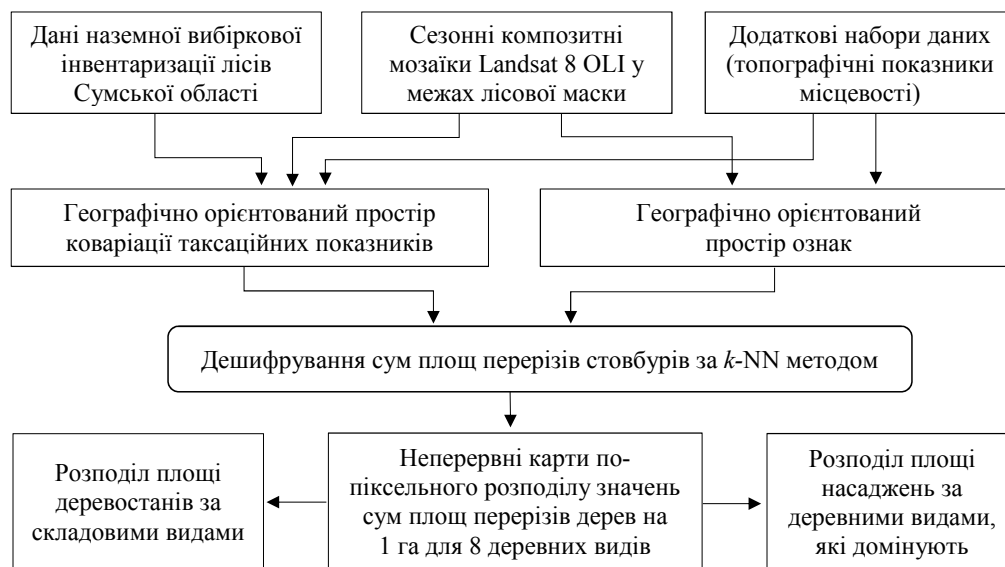 Дані наземної вибіркової
інвентаризації лісів
Сумської області
Сезонні композитні
мозаїки Landsat 8 OLI у
межах лісової маски
Додаткові набори даних
(топографічні показники
місцевості)
Географічно орієнтований простір
коваріації таксаційних показників
Географічно орієнтований
простір ознак
Дешифрування сум площ перерізів стовбурів за k-NN методом
Розподіл площі
деревостанів за
складовими видами
Неперервні карти по-
піксельного розподілу значень
сум площ перерізів дерев на
1 га для 8 деревних видів
Розподіл площі
насаджень за
деревними видами,
які домінують